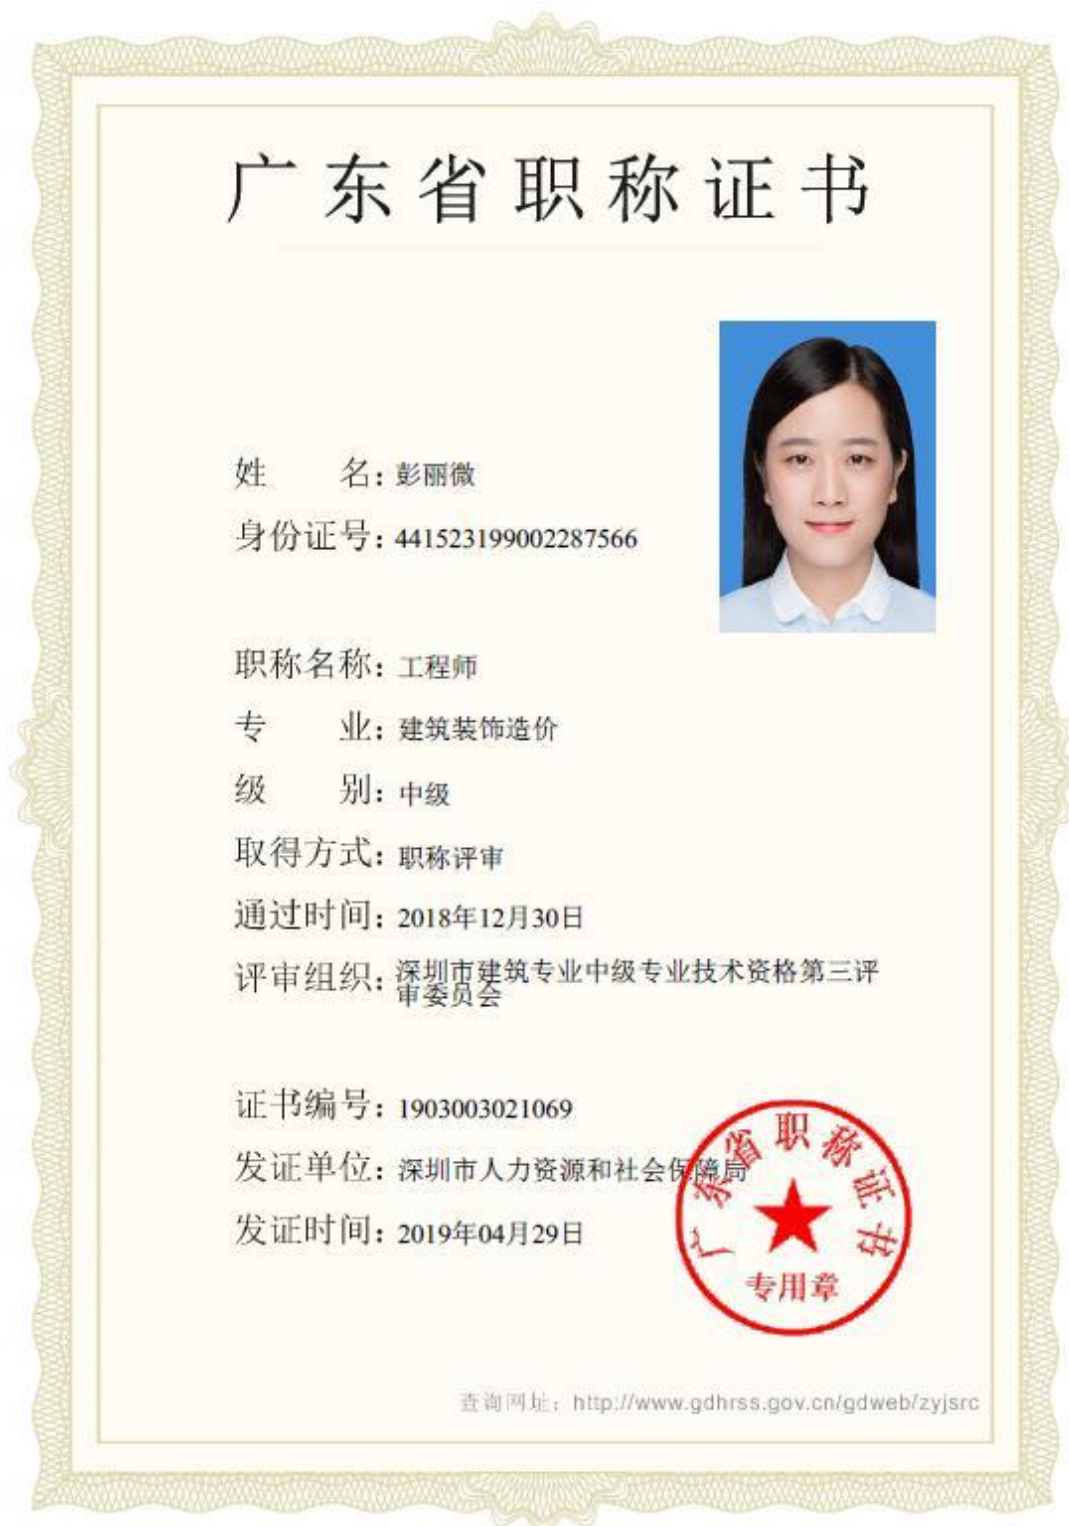 广东省职称证书
姓 名：彭丽微
身份证号：441523199002287566
职称名称：工程师
专 业：建筑装饰造价
级 别：中级
取得方式：职称评审
通过时间：2018年12月30日
评审组织：深圳市建筑专业中级专业技术资格第三评
审委员会
证书编号：1903003021069
发证单位：深圳市人力资源和社会保障局
发证时间：2019年04月29日
广东省职称证书
专用章
查询网址：http://www.gdhrss.gov.cn/gdweb/zyjsrc